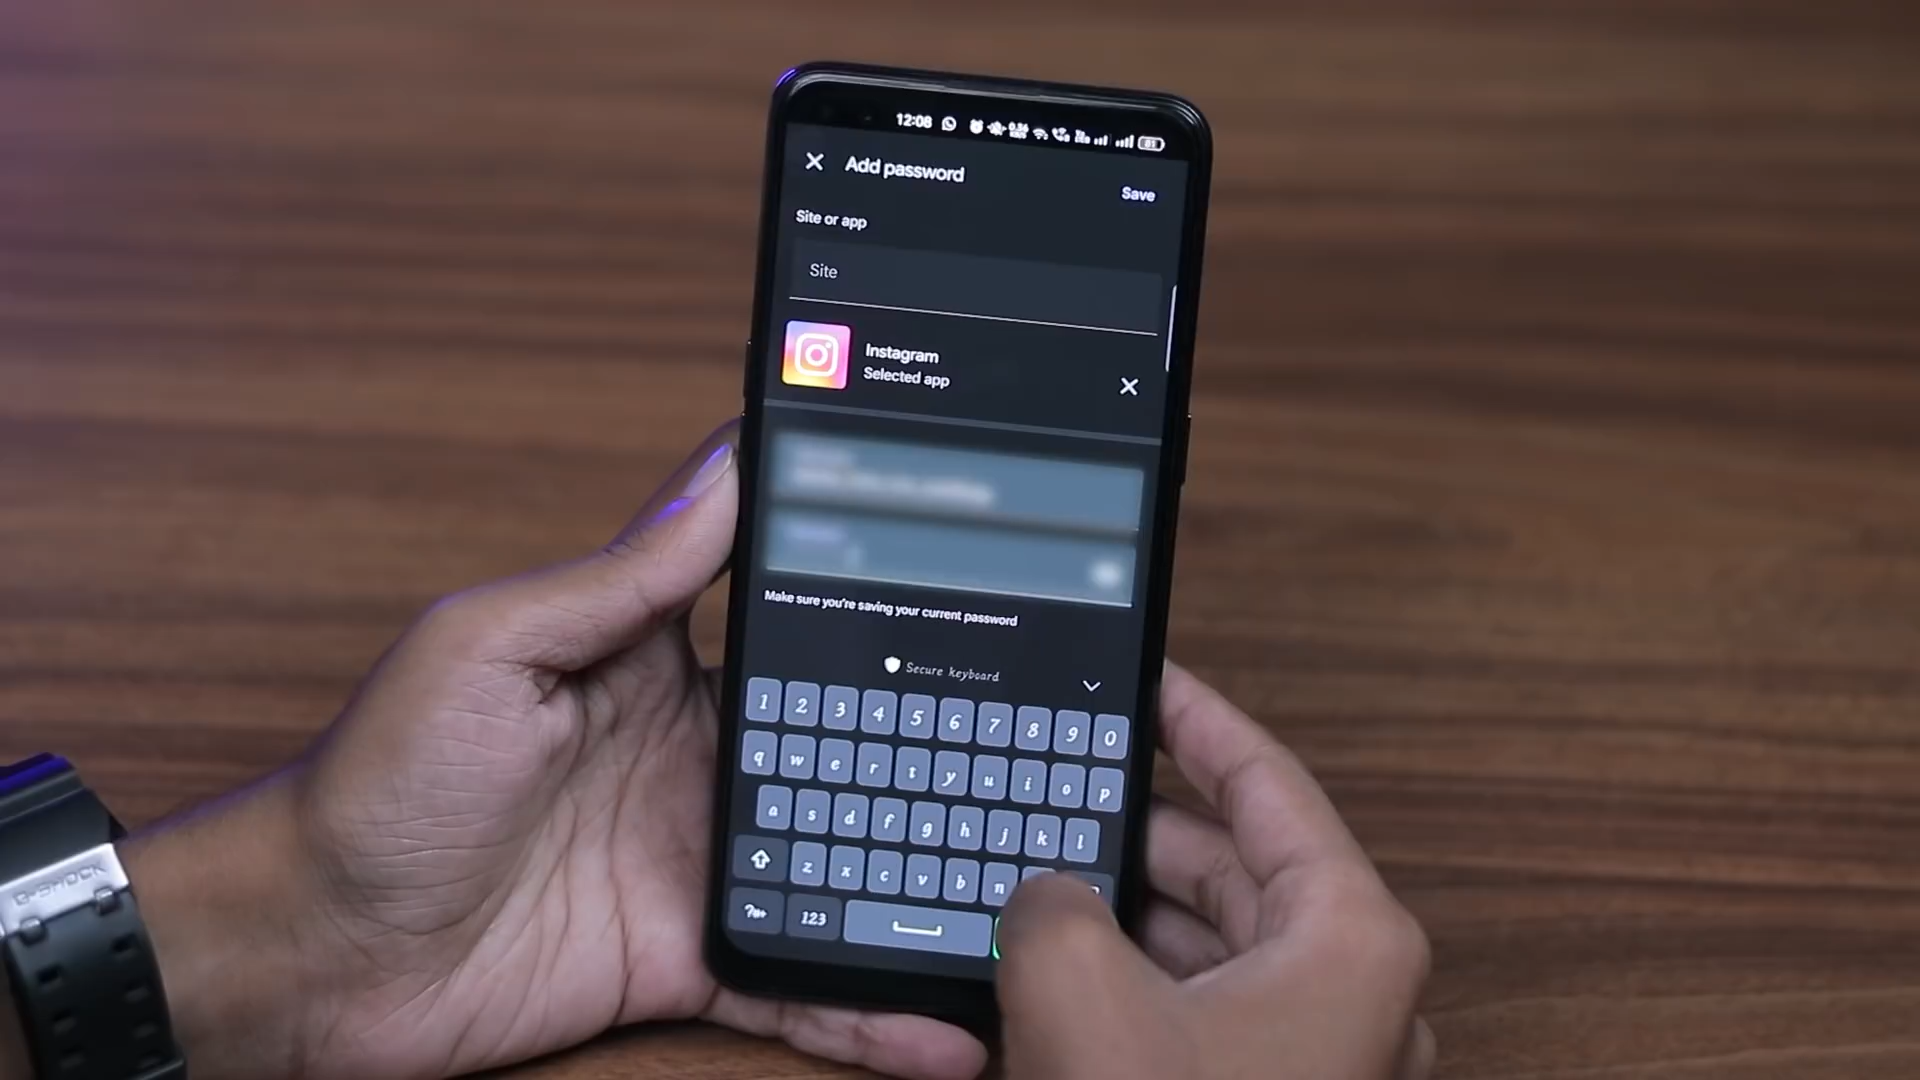 12:08
Add password
Save
Site or app
Site
Instagram
Selected app
Make sure you're saving your current password
Secure keyboard
1 2 3 4 5 6 7 8 9 0
q w e r t y u i o p
a s d f g h j k l
z x c v b n
?#+ 123
G-SHOCK